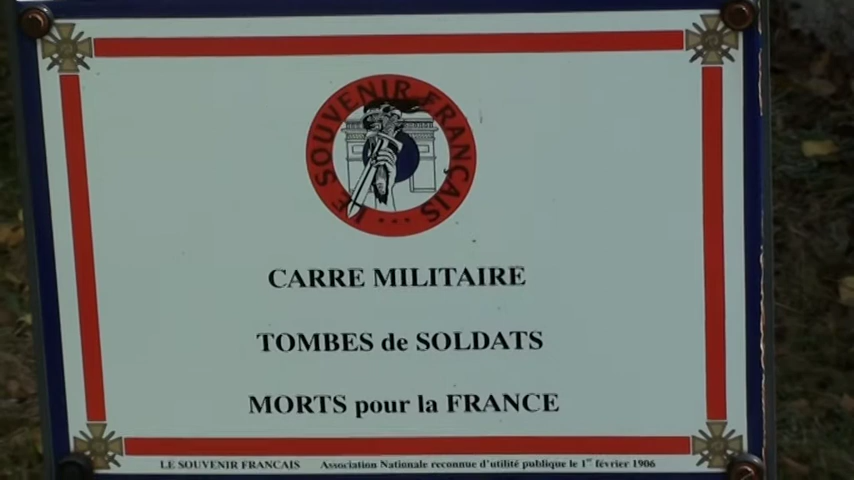 LE SOUVENIR FRANÇAIS
CARRE MILITAIRE
TOMBES de SOLDATS
MORTS pour la FRANCE
LE SOUVENIR FRANCAIS Association Nationale reconnue d'utilité publique le 1er février 1906